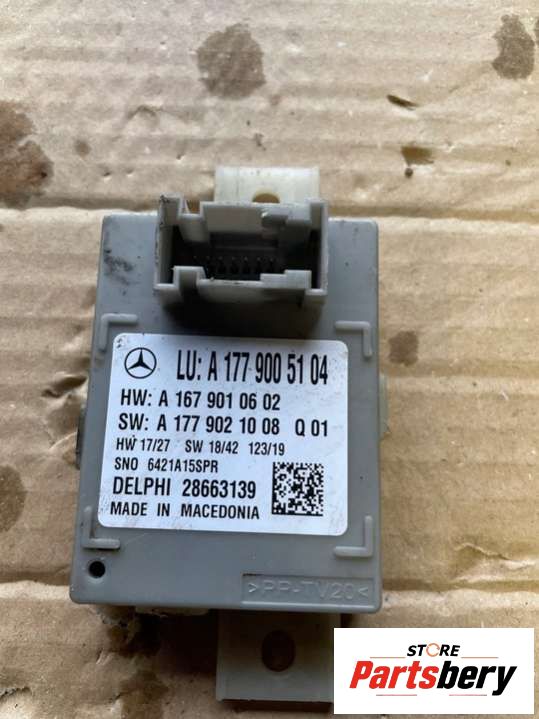 LU: A 177 900 51 04
HW: A 167 901 06 02
SW: A 177 902 10 08 Q 01
HW 17/27 SW 18/42 123/19
SNO 6421A15SPR
DELPHI 28663139
MADE IN MACEDONIA
>PP-TV20<
STORE
Partsbery